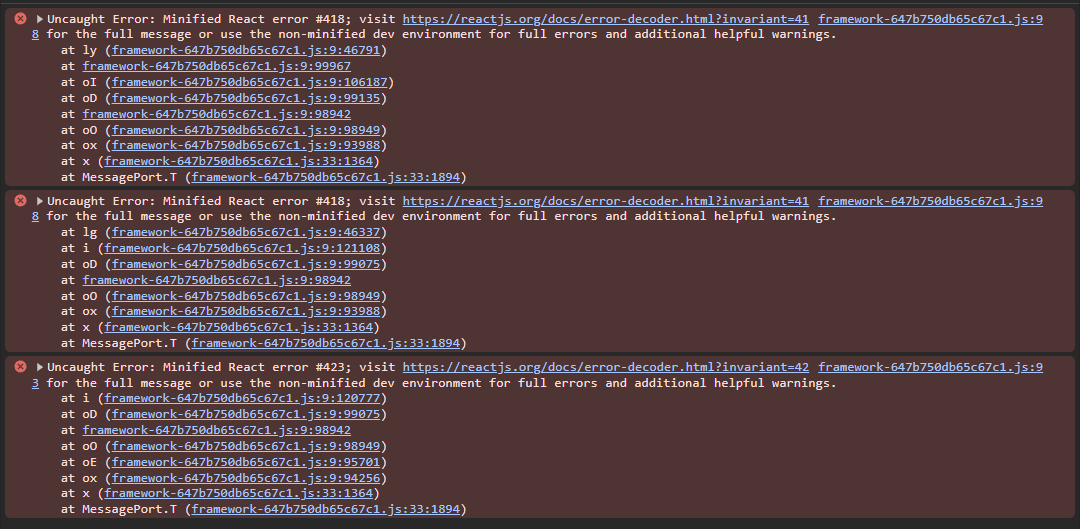 Uncaught Error: Minified React error #418; visit https://reactjs.org/docs/error-decoder.html?invariant=41 framework-647b750db65c67c1.js:9
8 for the full message or use the non-minified dev environment for full errors and additional helpful warnings.
at ly (framework-647b750db65c67c1.js:9:46791)
at framework-647b750db65c67c1.js:9:99967
at oI (framework-647b750db65c67c1.js:9:106187)
at oD (framework-647b750db65c67c1.js:9:99135)
at framework-647b750db65c67c1.js:9:98942
at oO (framework-647b750db65c67c1.js:9:98949)
at ox (framework-647b750db65c67c1.js:9:93988)
at x (framework-647b750db65c67c1.js:33:1364)
at MessagePort.T (framework-647b750db65c67c1.js:33:1894)
Uncaught Error: Minified React error #418; visit https://reactjs.org/docs/error-decoder.html?invariant=41 framework-647b750db65c67c1.js:9
8 for the full message or use the non-minified dev environment for full errors and additional helpful warnings.
at lg (framework-647b750db65c67c1.js:9:46337)
at i (framework-647b750db65c67c1.js:9:121108)
at oD (framework-647b750db65c67c1.js:9:99075)
at framework-647b750db65c67c1.js:9:98942
at oO (framework-647b750db65c67c1.js:9:98949)
at ox (framework-647b750db65c67c1.js:9:93988)
at x (framework-647b750db65c67c1.js:33:1364)
at MessagePort.T (framework-647b750db65c67c1.js:33:1894)
Uncaught Error: Minified React error #423; visit https://reactjs.org/docs/error-decoder.html?invariant=42 framework-647b750db65c67c1.js:9
3 for the full message or use the non-minified dev environment for full errors and additional helpful warnings.
at i (framework-647b750db65c67c1.js:9:120777)
at oD (framework-647b750db65c67c1.js:9:99075)
at framework-647b750db65c67c1.js:9:98942
at oO (framework-647b750db65c67c1.js:9:98949)
at oE (framework-647b750db65c67c1.js:9:95701)
at ox (framework-647b750db65c67c1.js:9:94256)
at x (framework-647b750db65c67c1.js:33:1364)
at MessagePort.T (framework-647b750db65c67c1.js:33:1894)